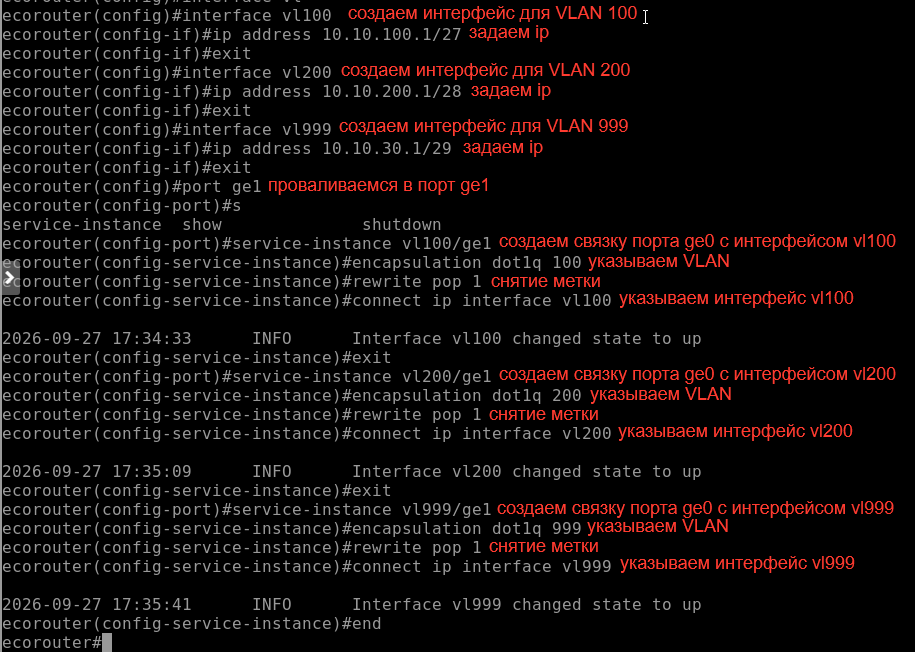 ecorouter(config)#interface vl100 создаем интерфейс для VLAN 100
ecorouter(config-if)#ip address 10.10.100.1/27 задаем ip
ecorouter(config-if)#exit
ecorouter(config)#interface vl200 создаем интерфейс для VLAN 200
ecorouter(config-if)#ip address 10.10.200.1/28 задаем ip
ecorouter(config-if)#exit
ecorouter(config)#interface vl999 создаем интерфейс для VLAN 999
ecorouter(config-if)#ip address 10.10.30.1/29 задаем ip
ecorouter(config-if)#exit
ecorouter(config)#port ge1 проваливаемся в порт ge1
ecorouter(config-port)#s
service-instance show shutdown
ecorouter(config-port)#service-instance vl100/ge1 создаем связку порта ge0 с интерфейсом vl100
ecorouter(config-service-instance)#encapsulation dot1q 100 указываем VLAN
ecorouter(config-service-instance)#rewrite pop 1 снятие метки
ecorouter(config-service-instance)#connect ip interface vl100 указываем интерфейс vl100
2026-09-27 17:34:33 INFO Interface vl100 changed state to up
ecorouter(config-service-instance)#exit
ecorouter(config-port)#service-instance vl200/ge1 создаем связку порта ge0 с интерфейсом vl200
ecorouter(config-service-instance)#encapsulation dot1q 200 указываем VLAN
ecorouter(config-service-instance)#rewrite pop 1 снятие метки
ecorouter(config-service-instance)#connect ip interface vl200 указываем интерфейс vl200
2026-09-27 17:35:09 INFO Interface vl200 changed state to up
ecorouter(config-service-instance)#exit
ecorouter(config-port)#service-instance vl999/ge1 создаем связку порта ge0 с интерфейсом vl999
ecorouter(config-service-instance)#encapsulation dot1q 999 указываем VLAN
ecorouter(config-service-instance)#rewrite pop 1 снятие метки
ecorouter(config-service-instance)#connect ip interface vl999 указываем интерфейс vl999
2026-09-27 17:35:41 INFO Interface vl999 changed state to up
ecorouter(config-service-instance)#end
ecorouter#